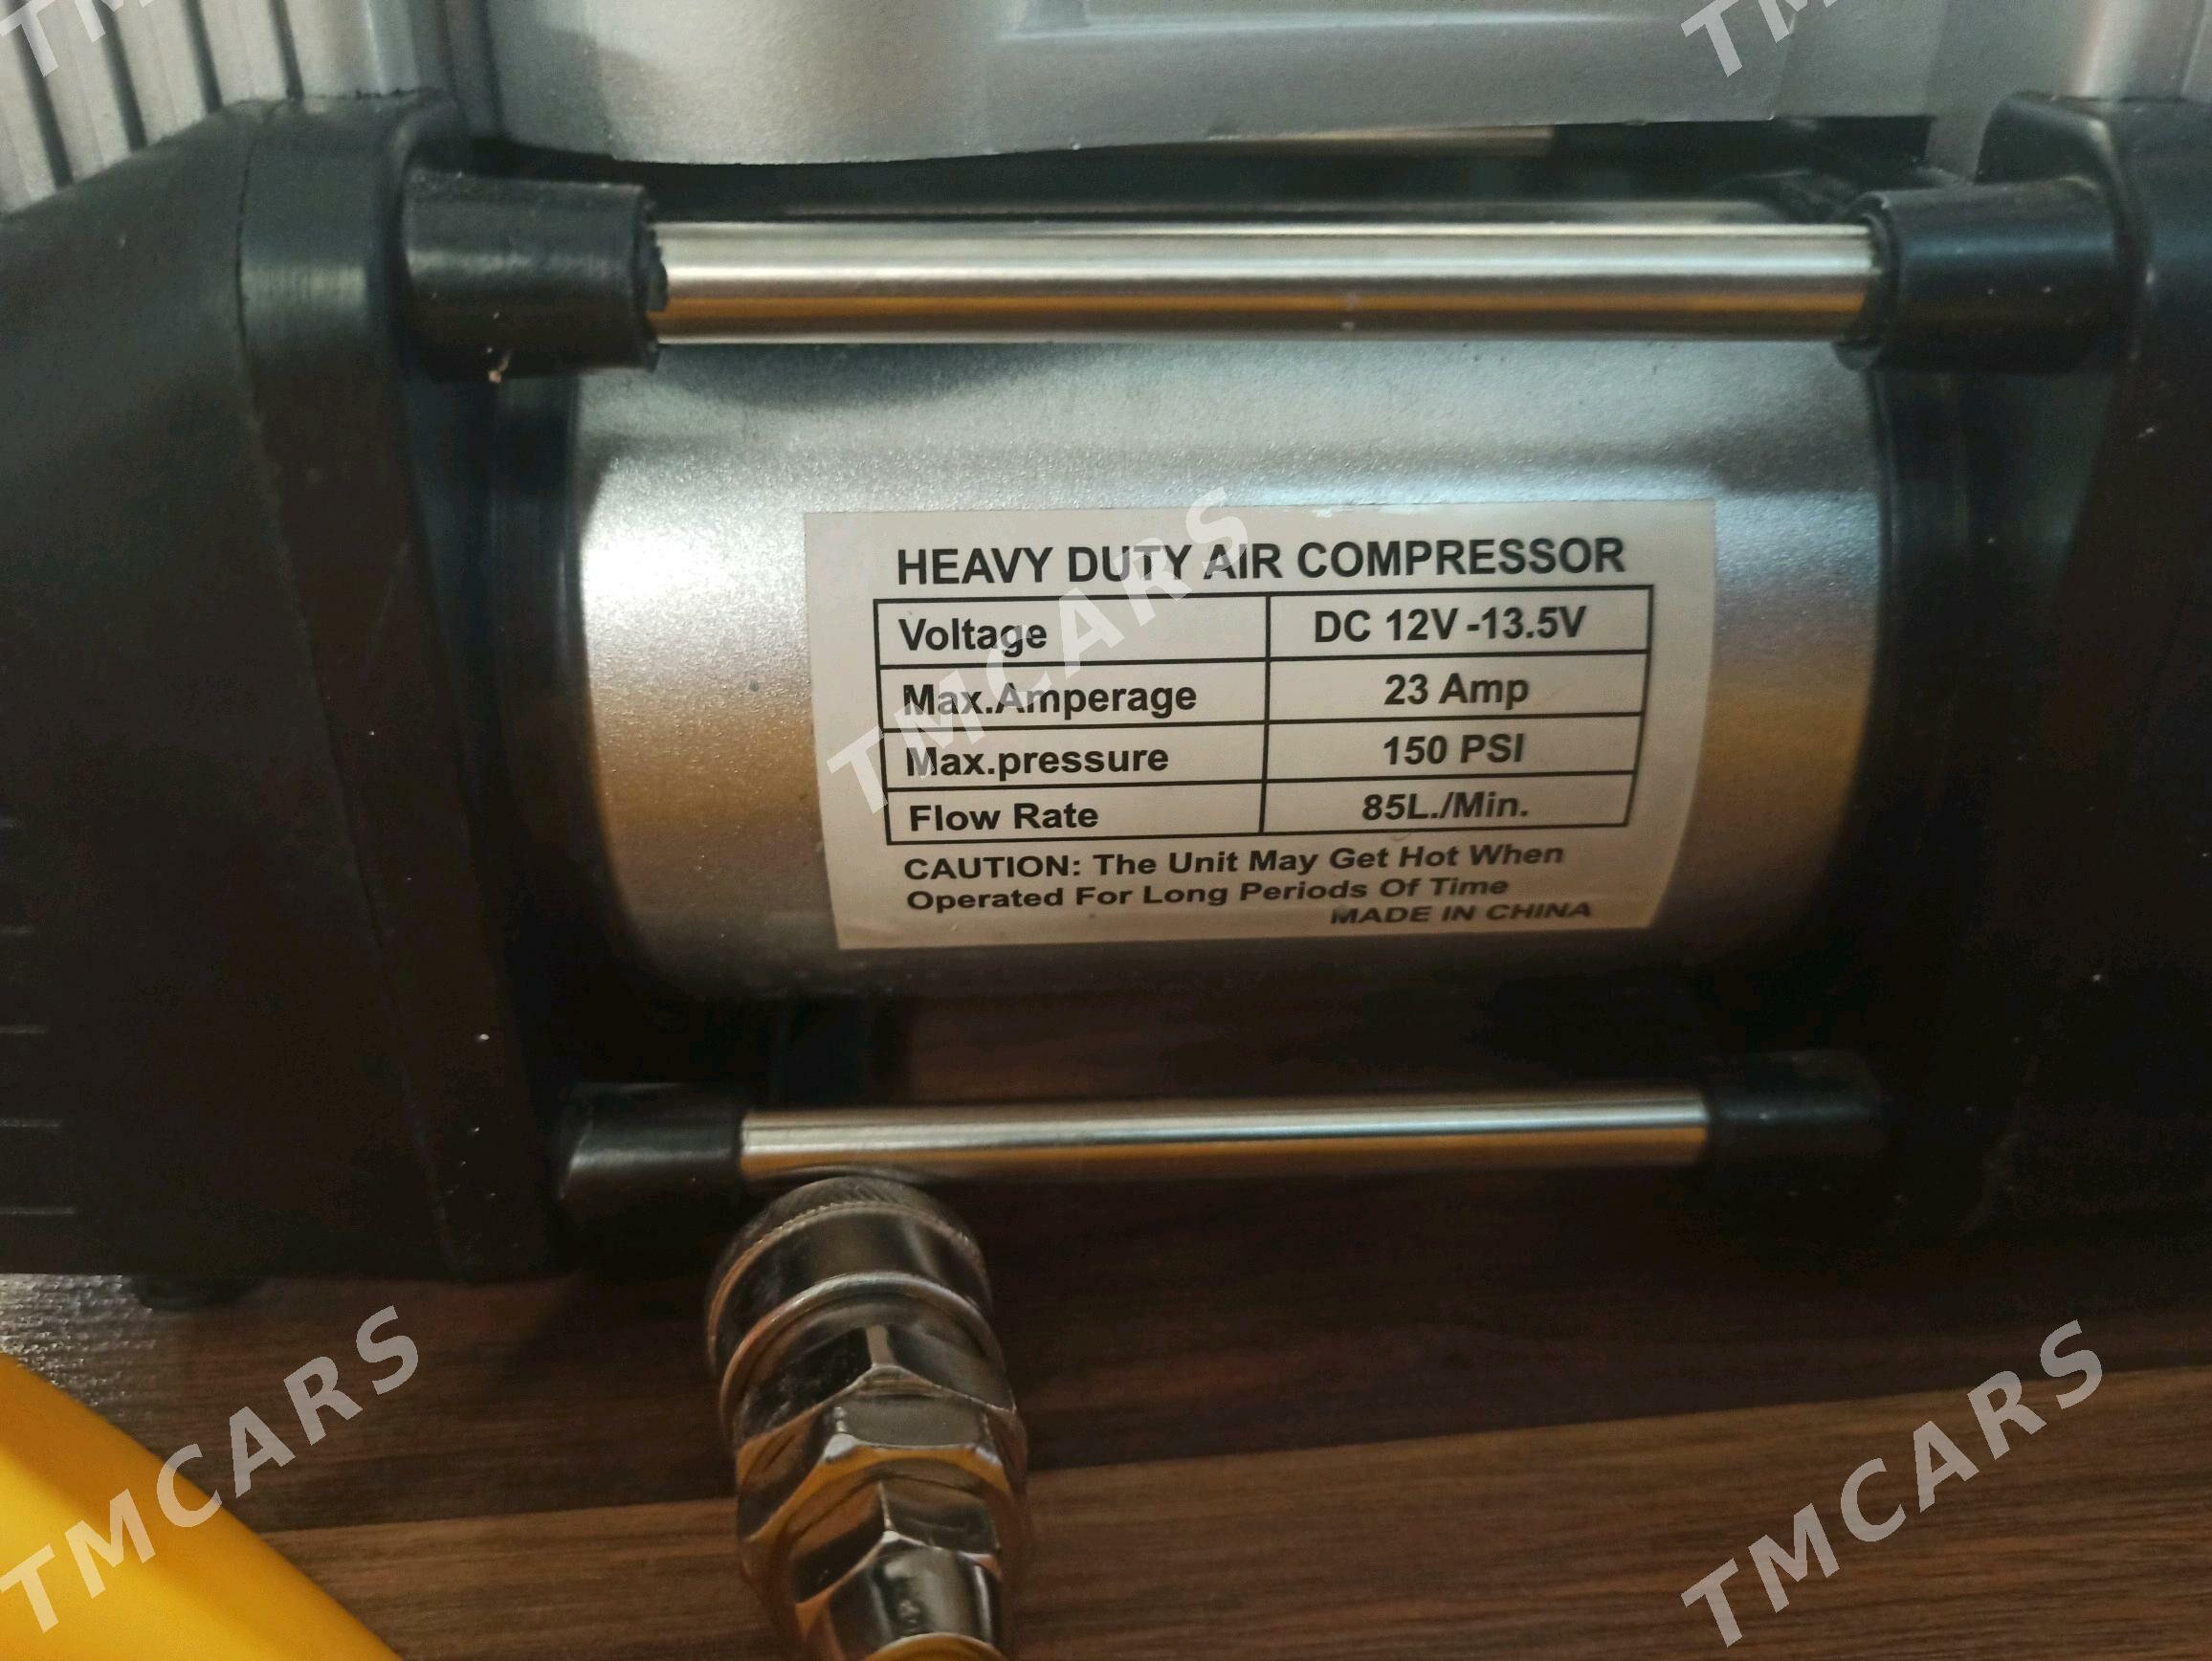 TMCARS
TMCARS
HEAVY DUTY AIR COMPRESSOR
Voltage DC 12V -13.5V
Max.Amperage 23 Amp
Max.pressure 150 PSI
Flow Rate 85L./Min.
CAUTION: The Unit May Get Hot When
Operated For Long Periods Of Time
MADE IN CHINA
TMCARS
TMCARS
TMCARS